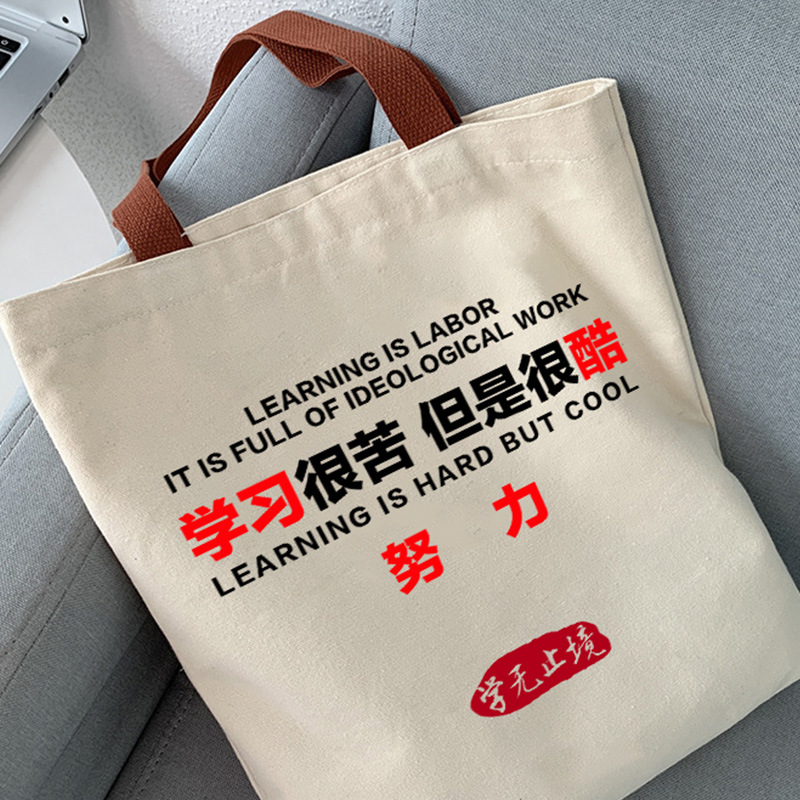 LEARNING IS LABOR
IT IS FULL OF IDEOLOGICAL WORK
学习很苦 但是很酷
LEARNING IS HARD BUT COOL
努 力
学无止境